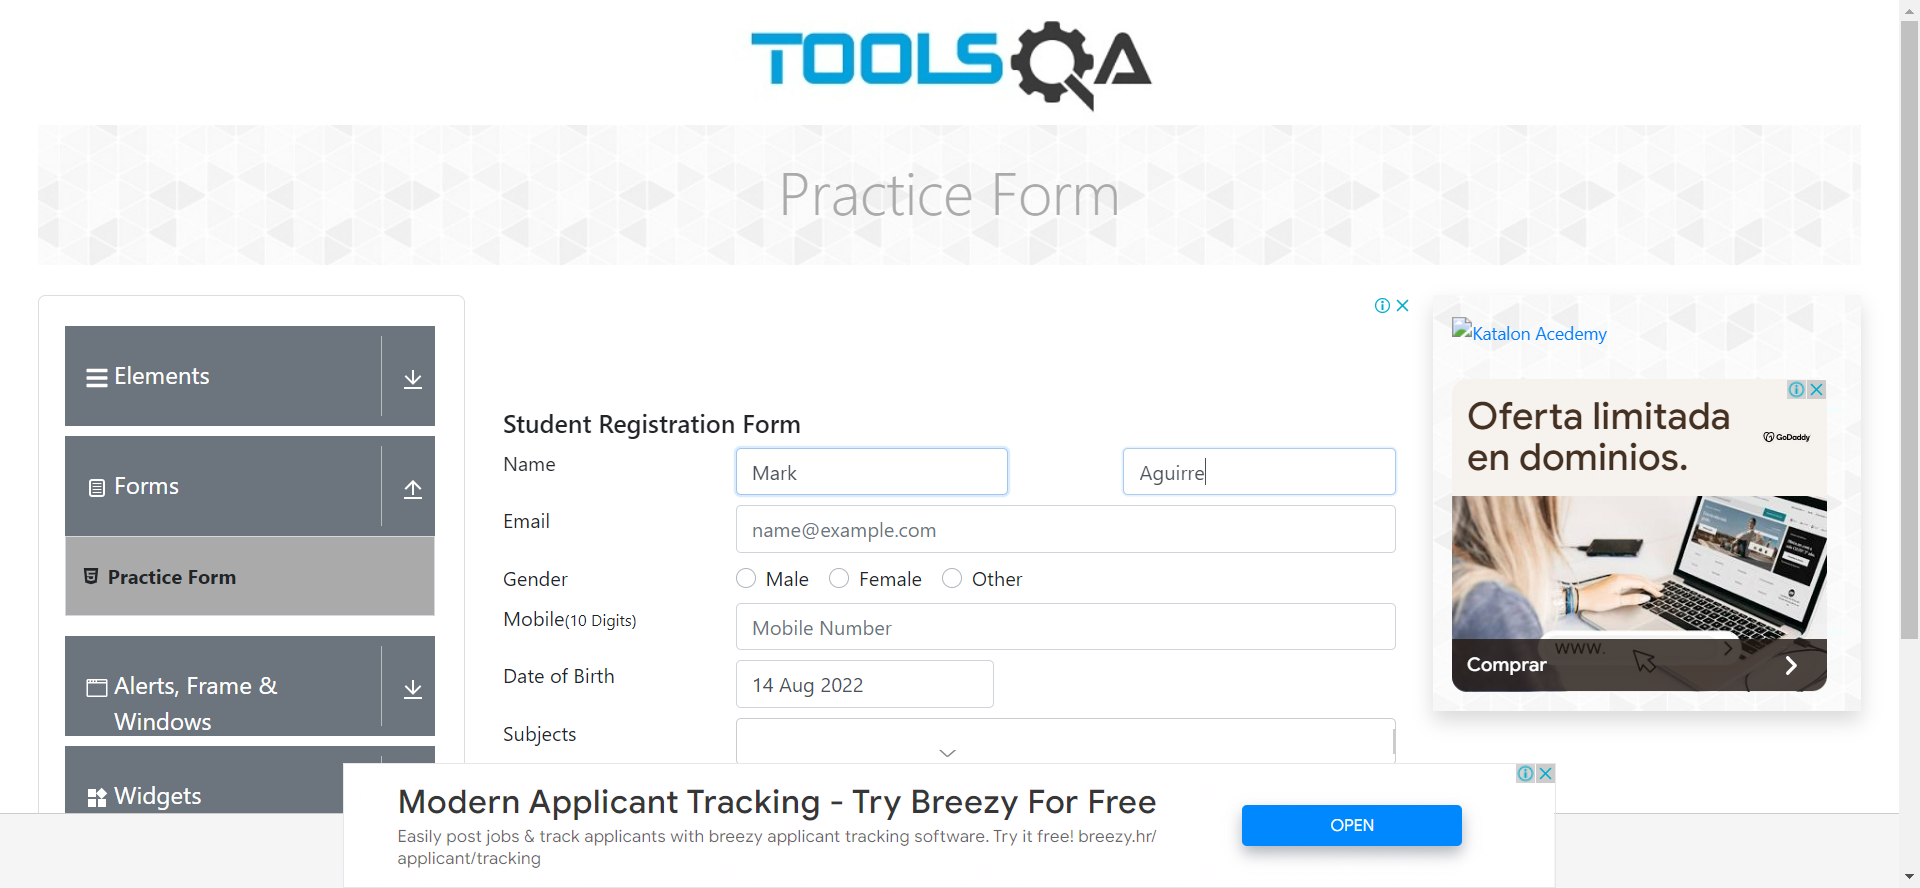 TOOLSQA
Practice Form
Elements
Forms
Practice Form
Alerts, Frame &
Windows
Widgets
Student Registration Form
Name
Mark
Aguirre
Email
name@example.com
Gender
Male
Female
Other
Mobile(10 Digits)
Mobile Number
Date of Birth
14 Aug 2022
Subjects
Katalon Acedemy
Oferta limitada
en dominios.
GoDaddy
www.
Comprar
Modern Applicant Tracking - Try Breezy For Free
Easily post jobs & track applicants with breezy applicant tracking software. Try it free! breezy.hr/
applicant/tracking
OPEN